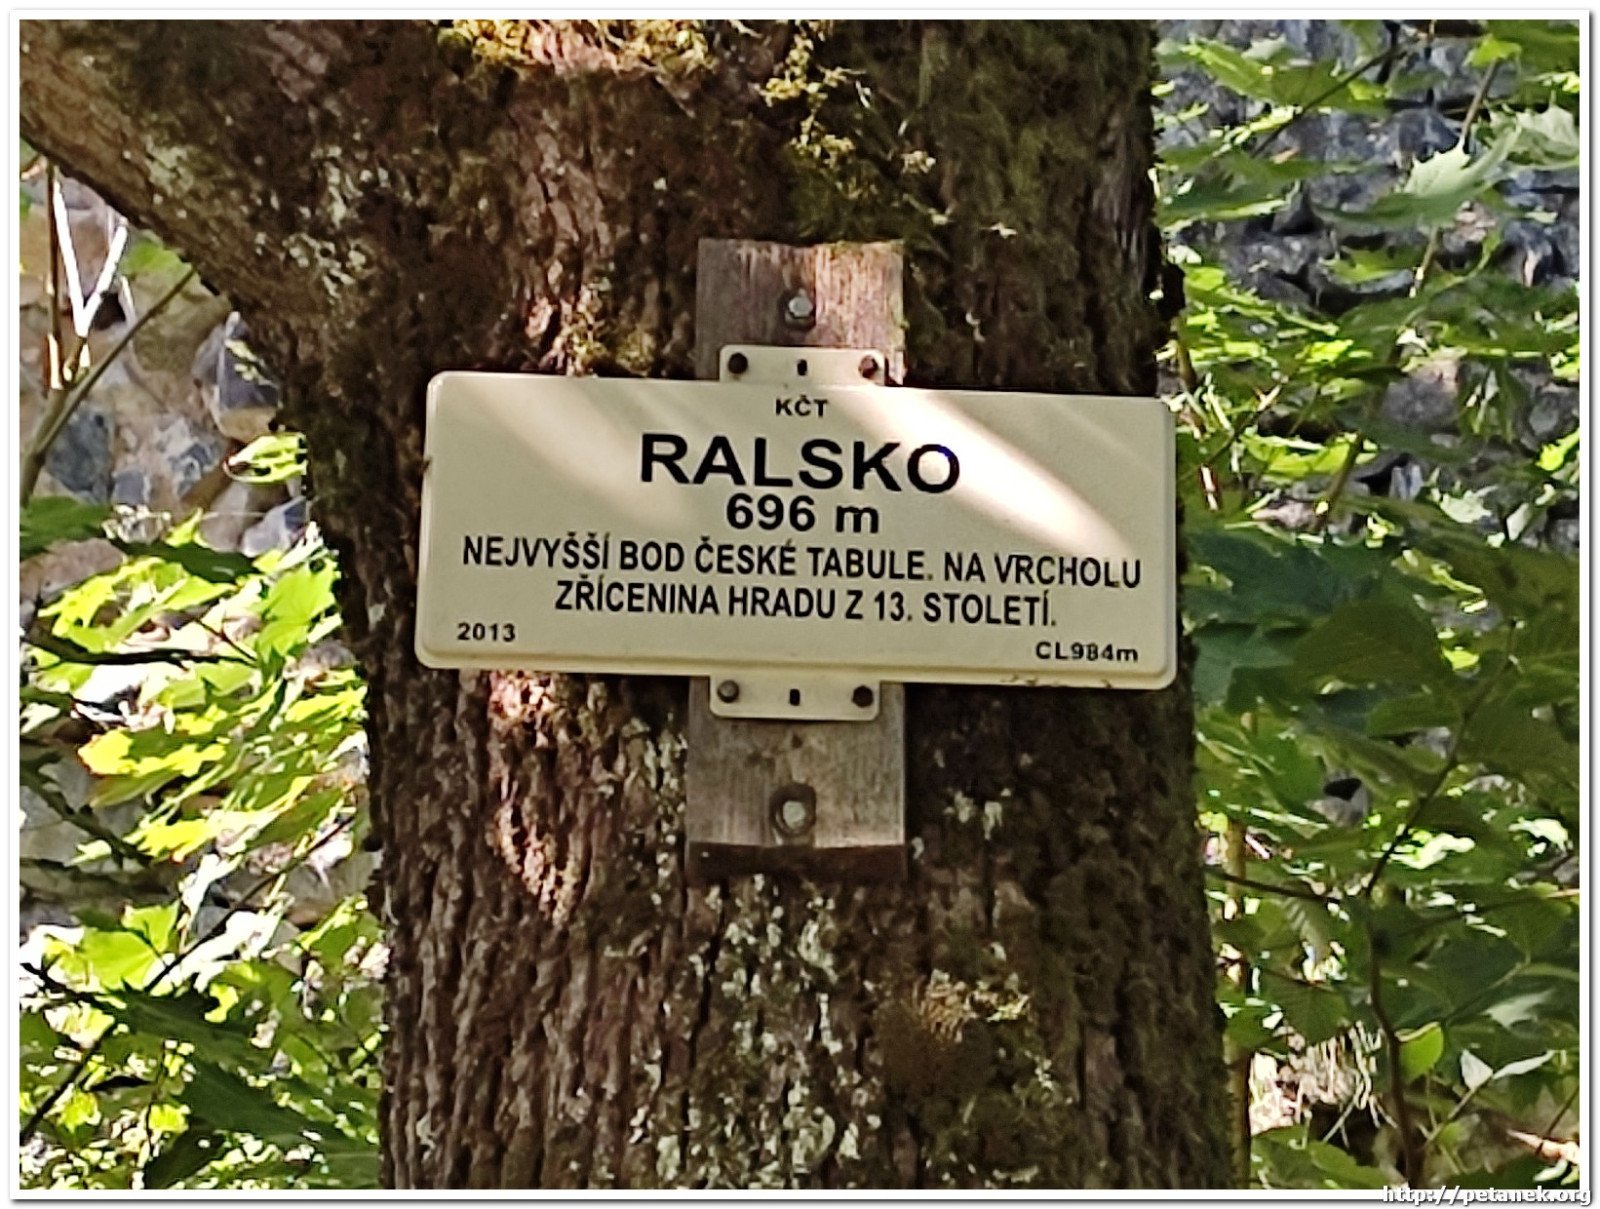 KČT
RALSKO
696 m
NEJVYŠŠÍ BOD ČESKÉ TABULE. NA VRCHOLU
ZŘÍCENINA HRADU Z 13. STOLETÍ.
2013
CL984m
http://petanek.org